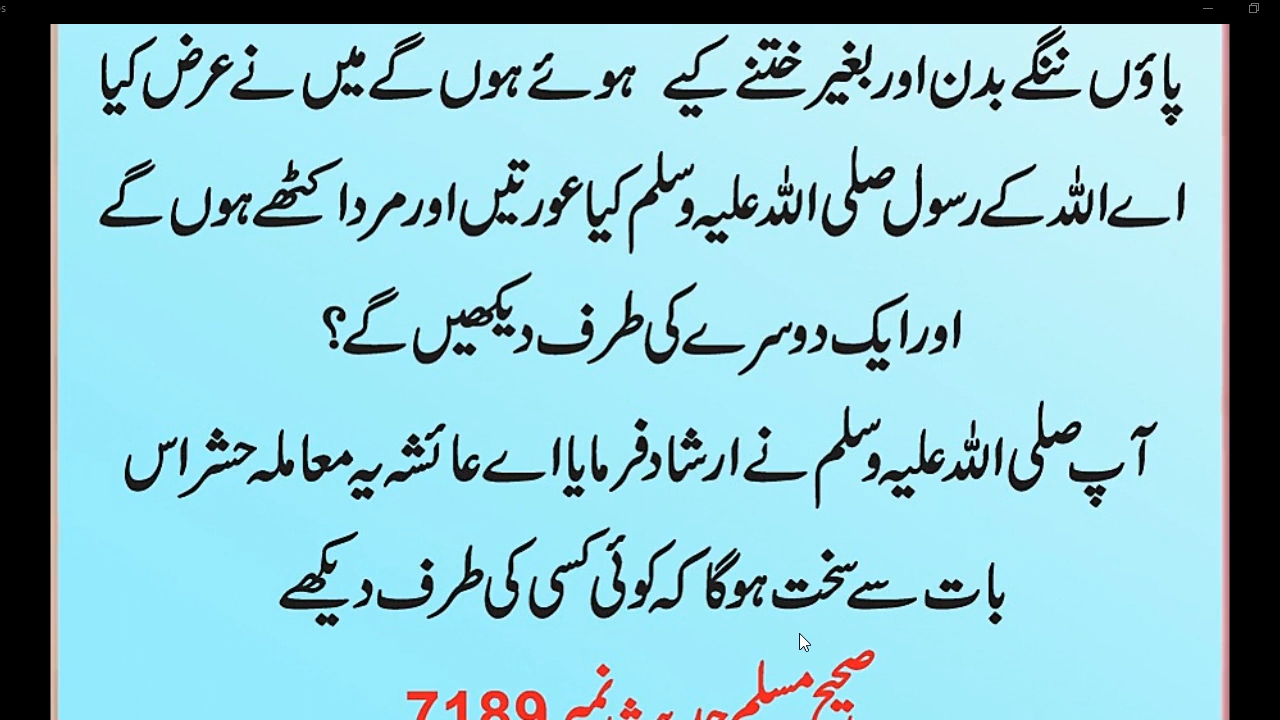 پاؤں ننگے بدن اور بغیر ختنے کیے ہوئے ہوں گے میں نے عرض کیا
اے اللہ کے رسول صلی اللہ علیہ وسلم کیا عورتیں اور مرد اکٹھے ہوں گے
اور ایک دوسرے کی طرف دیکھیں گے؟
آپ صلی اللہ علیہ وسلم نے ارشاد فرمایا اے عائشہ یہ معاملہ حشر اس
بات سے سخت ہوگا کہ کوئی کسی کی طرف دیکھے
صحیح مسلم حدیث نمبر 7189